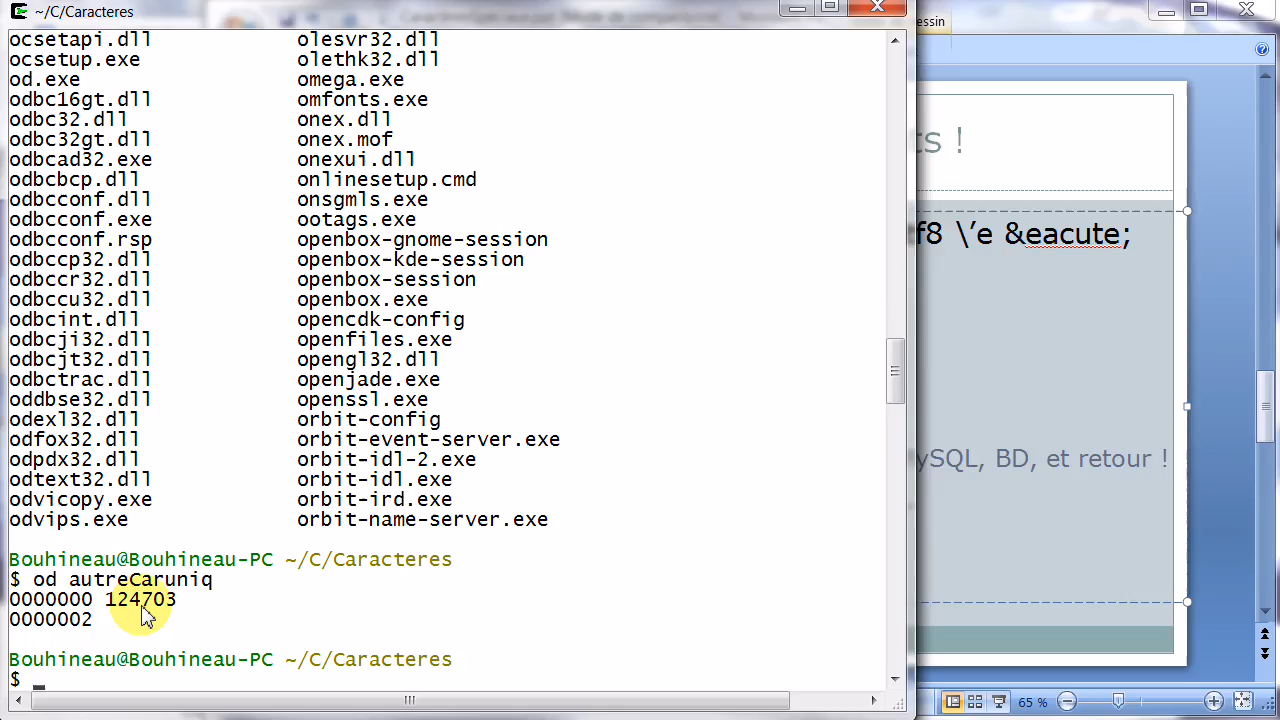 ~/C/Caracteres
ocsetapi.dll olesvr32.dll
ocsetup.exe olethk32.dll
od.exe omega.exe
odbc16gt.dll omfonts.exe
odbc32.dll onex.dll
odbc32gt.dll onex.mof
odbcad32.exe onexui.dll
odbcbcp.dll onlinesetup.cmd
odbcconf.dll onsgmls.exe
odbcconf.exe ootags.exe
odbcconf.rsp openbox-gnome-session
odbccp32.dll openbox-kde-session
odbccr32.dll openbox-session
odbccu32.dll openbox.exe
odbcint.dll opencdk-config
odbcji32.dll openfiles.exe
odbcjt32.dll opengl32.dll
odbctrac.dll openjade.exe
oddbse32.dll openssl.exe
odexl32.dll orbit-config
odfox32.dll orbit-event-server.exe
odpdx32.dll orbit-idl-2.exe
odtext32.dll orbit-idl.exe
odvicopy.exe orbit-ird.exe
odvips.exe orbit-name-server.exe
Bouhineau@Bouhineau-PC ~/C/Caracteres
$ od autreCaruniq
0000000 124703
0000002
Bouhineau@Bouhineau-PC ~/C/Caracteres
$
essin
ts !
f8 \'e &eacute;
ySQL, BD, et retour !
65 %